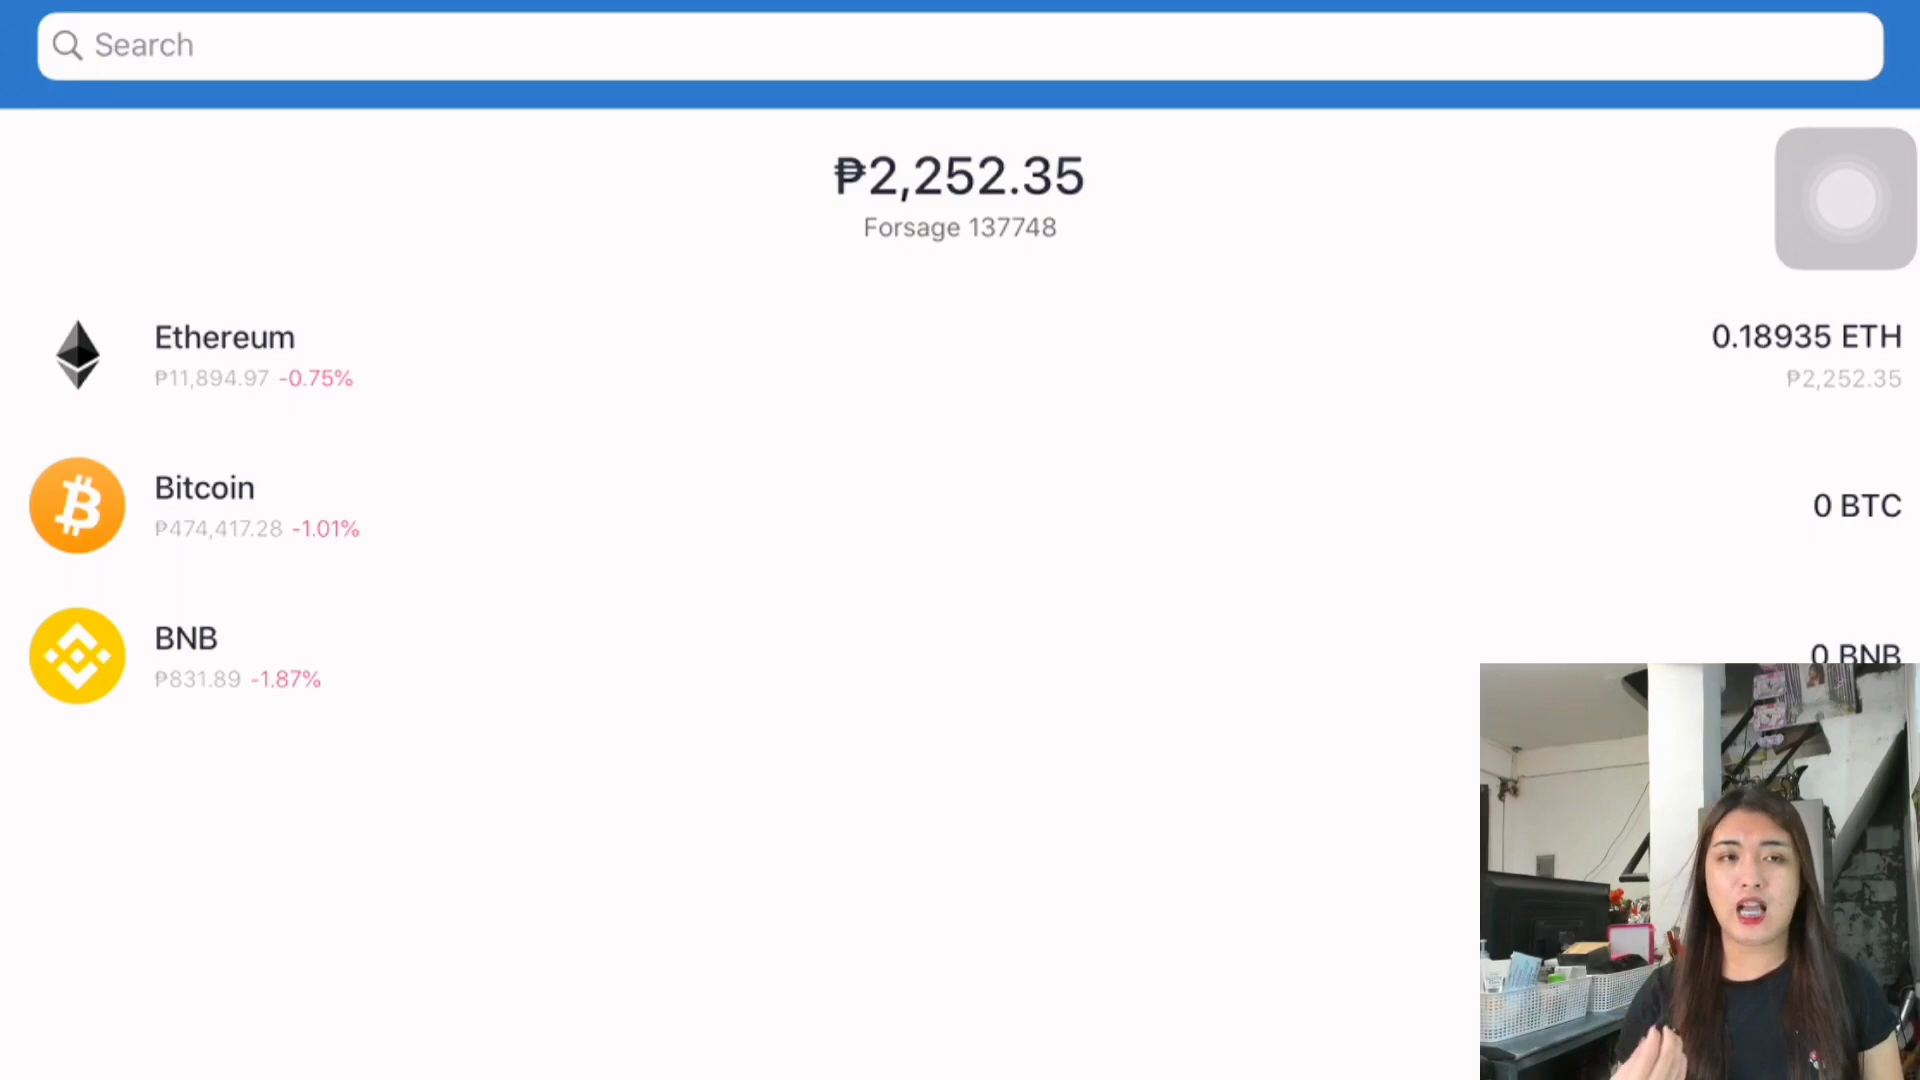 Search
₱2,252.35
Forsage 137748
Ethereum
0.18935 ETH
₱11,894.97 -0.75%
₱2,252.35
Bitcoin
0 BTC
₱474,417.28 -1.01%
BNB
0 BNB
₱831.89 -1.87%